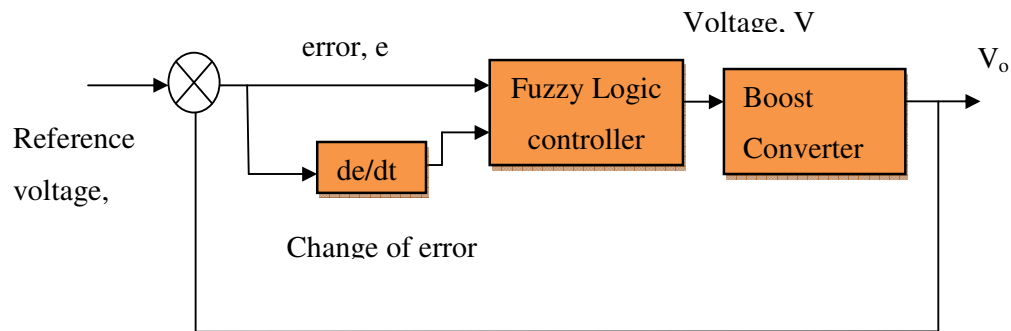 Voltage, V
error, e
Vₒ
Fuzzy Logic
controller
Boost
Converter
Reference
voltage,
de/dt
Change of error